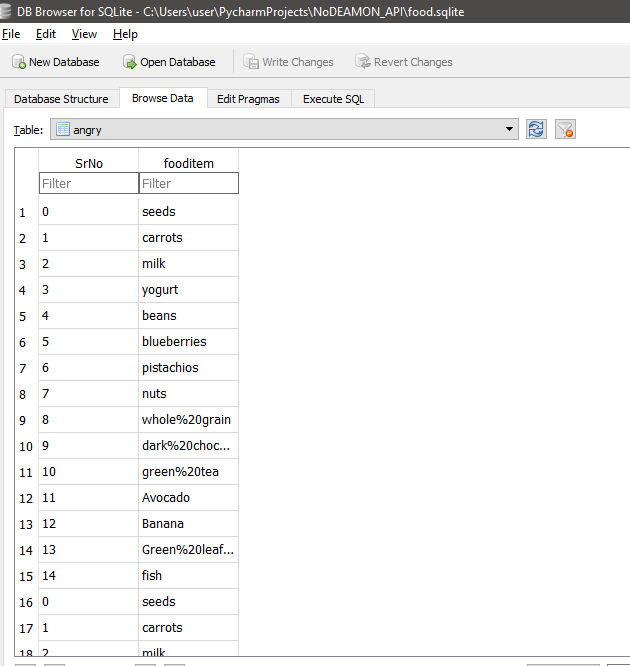 DB Browser for SQLite - C:\Users\user\PycharmProjects\NoDEAMON_API\food.sqlite
File Edit View Help
New Database Open Database Write Changes Revert Changes
Database Structure Browse Data Edit Pragmas Execute SQL
Table: angry
SrNo fooditem
Filter Filter
1 0 seeds
2 1 carrots
3 2 milk
4 3 yogurt
5 4 beans
6 5 blueberries
7 6 pistachios
8 7 nuts
9 8 whole%20grain
10 9 dark%20choc...
11 10 green%20tea
12 11 Avocado
13 12 Banana
14 13 Green%20leaf...
15 14 fish
16 0 seeds
17 1 carrots
18 2 milk